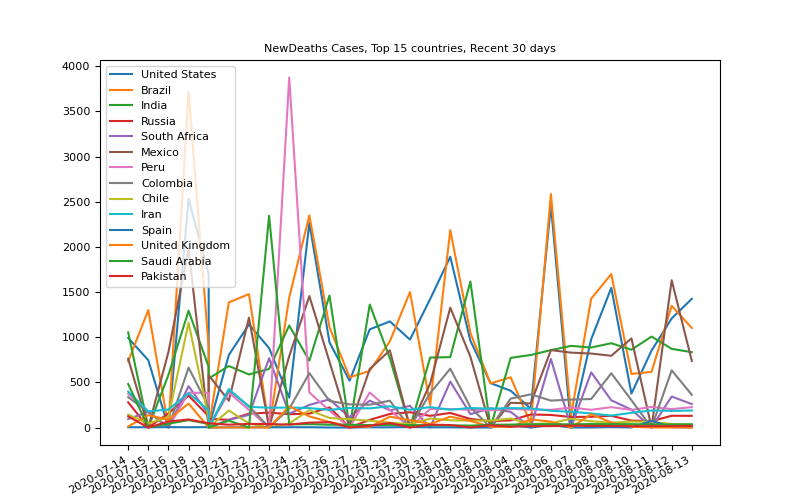 NewDeaths Cases, Top 15 countries, Recent 30 days
4000
3500
3000
2500
2000
1500
1000
500
0
United States
Brazil
India
Russia
South Africa
Mexico
Peru
Colombia
Chile
Iran
Spain
United Kingdom
Saudi Arabia
Pakistan
2020-07-14
2020-07-15
2020-07-16
2020-07-18
2020-07-19
2020-07-21
2020-07-22
2020-07-23
2020-07-24
2020-07-25
2020-07-26
2020-07-27
2020-07-28
2020-07-29
2020-07-30
2020-07-31
2020-08-01
2020-08-02
2020-08-03
2020-08-04
2020-08-05
2020-08-06
2020-08-07
2020-08-08
2020-08-09
2020-08-10
2020-08-11
2020-08-12
2020-08-13